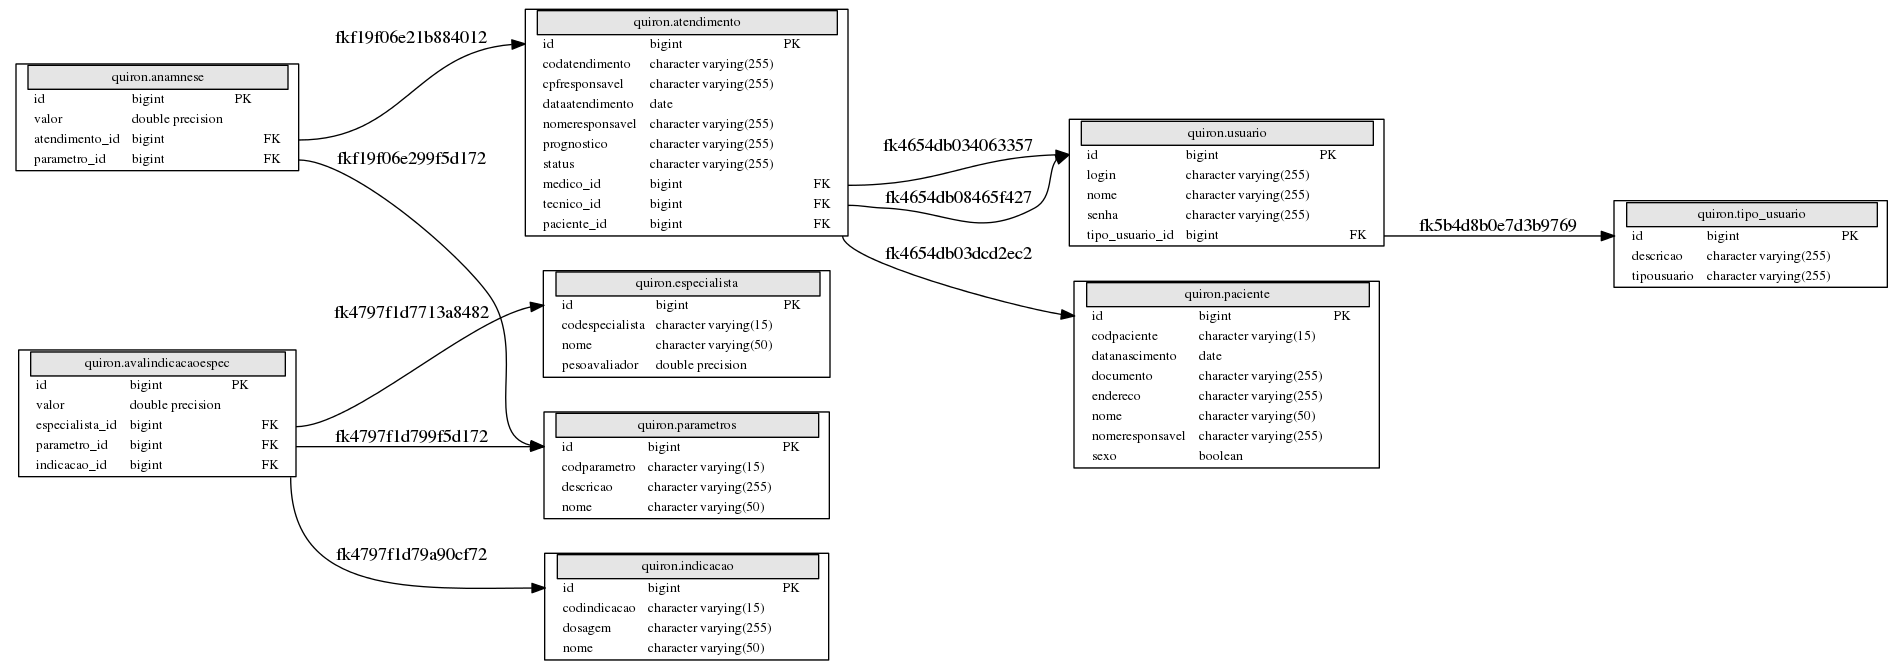 quiron.anamnese
id bigint PK
valor double precision
atendimento_id bigint FK
parametro_id bigint FK
quiron.avalindicacaoespec
id bigint PK
valor double precision
especialista_id bigint FK
parametro_id bigint FK
indicacao_id bigint FK
fkf19f06e21b884012
fkf19f06e299f5d172
fk4797f1d7713a8482
fk4797f1d799f5d172
fk4797f1d79a90cf72
quiron.atendimento
id bigint PK
codatendimento character varying(255)
cpfresponsavel character varying(255)
dataatendimento date
nomeresponsavel character varying(255)
prognostico character varying(255)
status character varying(255)
medico_id bigint FK
tecnico_id bigint FK
paciente_id bigint FK
quiron.especialista
id bigint PK
codespecialista character varying(15)
nome character varying(50)
pesoavaliador double precision
quiron.parametros
id bigint PK
codparametro character varying(15)
descricao character varying(255)
nome character varying(50)
quiron.indicacao
id bigint PK
codindicacao character varying(15)
dosagem character varying(255)
nome character varying(50)
fk4654db034063357
fk4654db08465f427
fk4654db03dcd2ec2
quiron.usuario
id bigint PK
login character varying(255)
nome character varying(255)
senha character varying(255)
tipo_usuario_id bigint FK
quiron.paciente
id bigint PK
codpaciente character varying(15)
datanascimento date
documento character varying(255)
endereco character varying(255)
nome character varying(50)
nomeresponsavel character varying(255)
sexo boolean
fk5b4d8b0e7d3b9769
quiron.tipo_usuario
id bigint PK
descricao character varying(255)
tipousuario character varying(255)